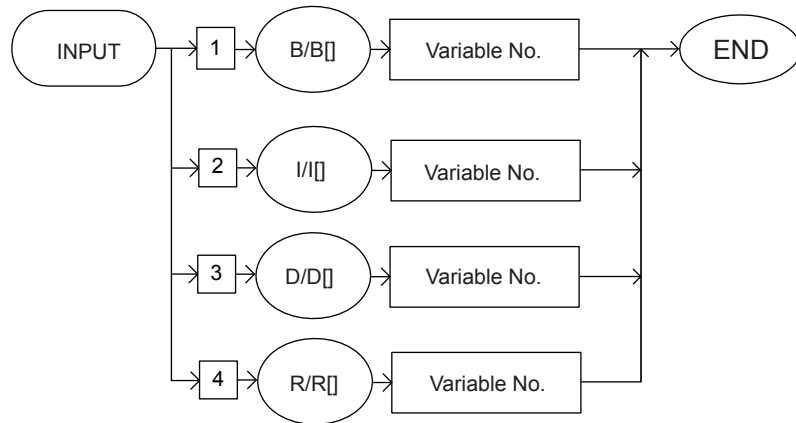 INPUT 1 B/B[] Variable No. END
2 I/I[] Variable No.
3 D/D[] Variable No.
4 R/R[] Variable No.